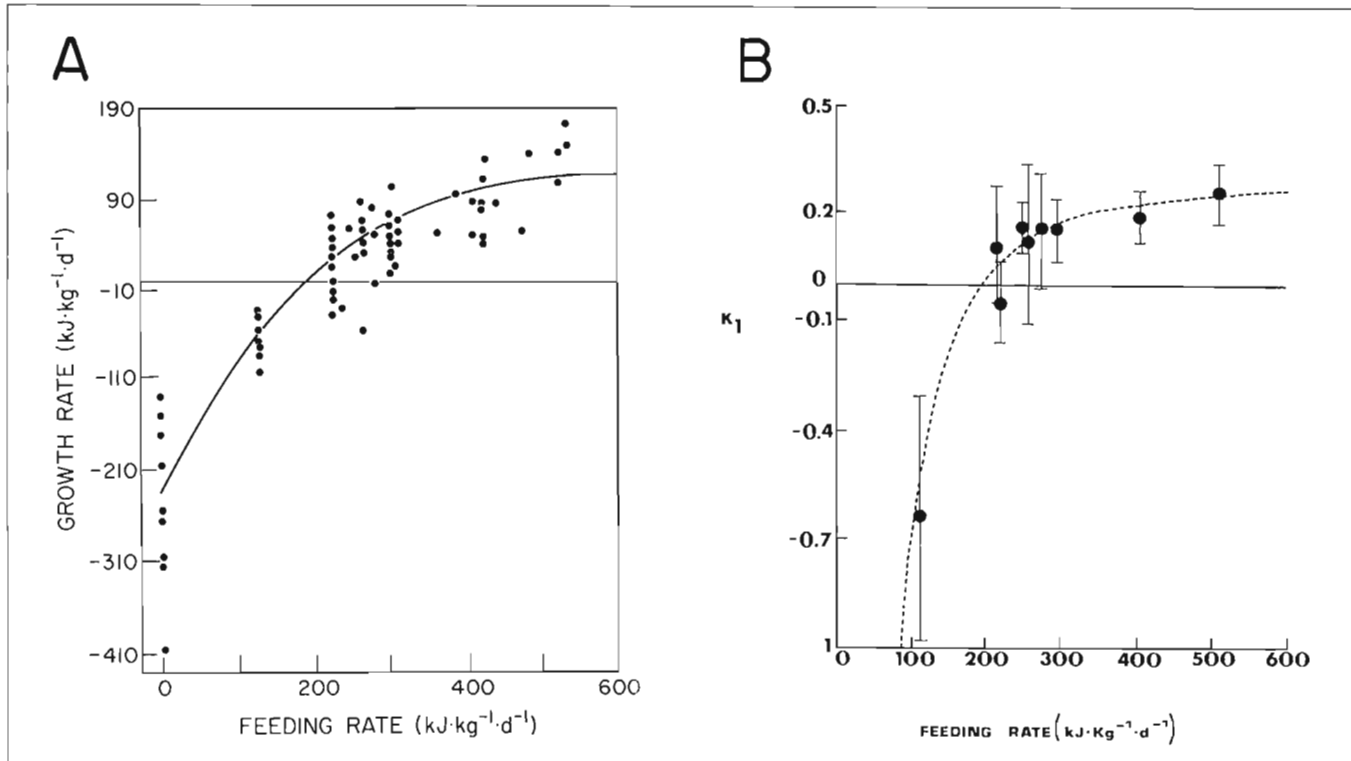 A
190
90
-10
-110
-210
-310
-410
GROWTH RATE (kJ·kg⁻¹·d⁻¹)
0 200 400 600
FEEDING RATE (kJ·kg⁻¹·d⁻¹)
B
0.5
0.2
0
-0.1
-0.4
-0.7
1
K₁
0 100 200 300 400 500 600
FEEDING RATE (kJ·Kg⁻¹·d⁻¹)